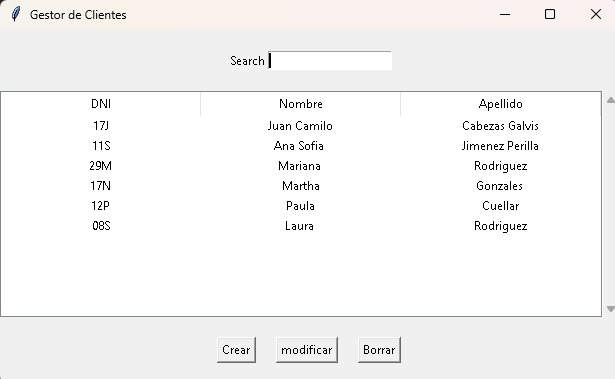 Gestor de Clientes
Search
DNI Nombre Apellido
17J Juan Camilo Cabezas Galvis
11S Ana Sofia Jimenez Perilla
29M Mariana Rodriguez
17N Martha Gonzales
12P Paula Cuellar
08S Laura Rodriguez
Crear modificar Borrar